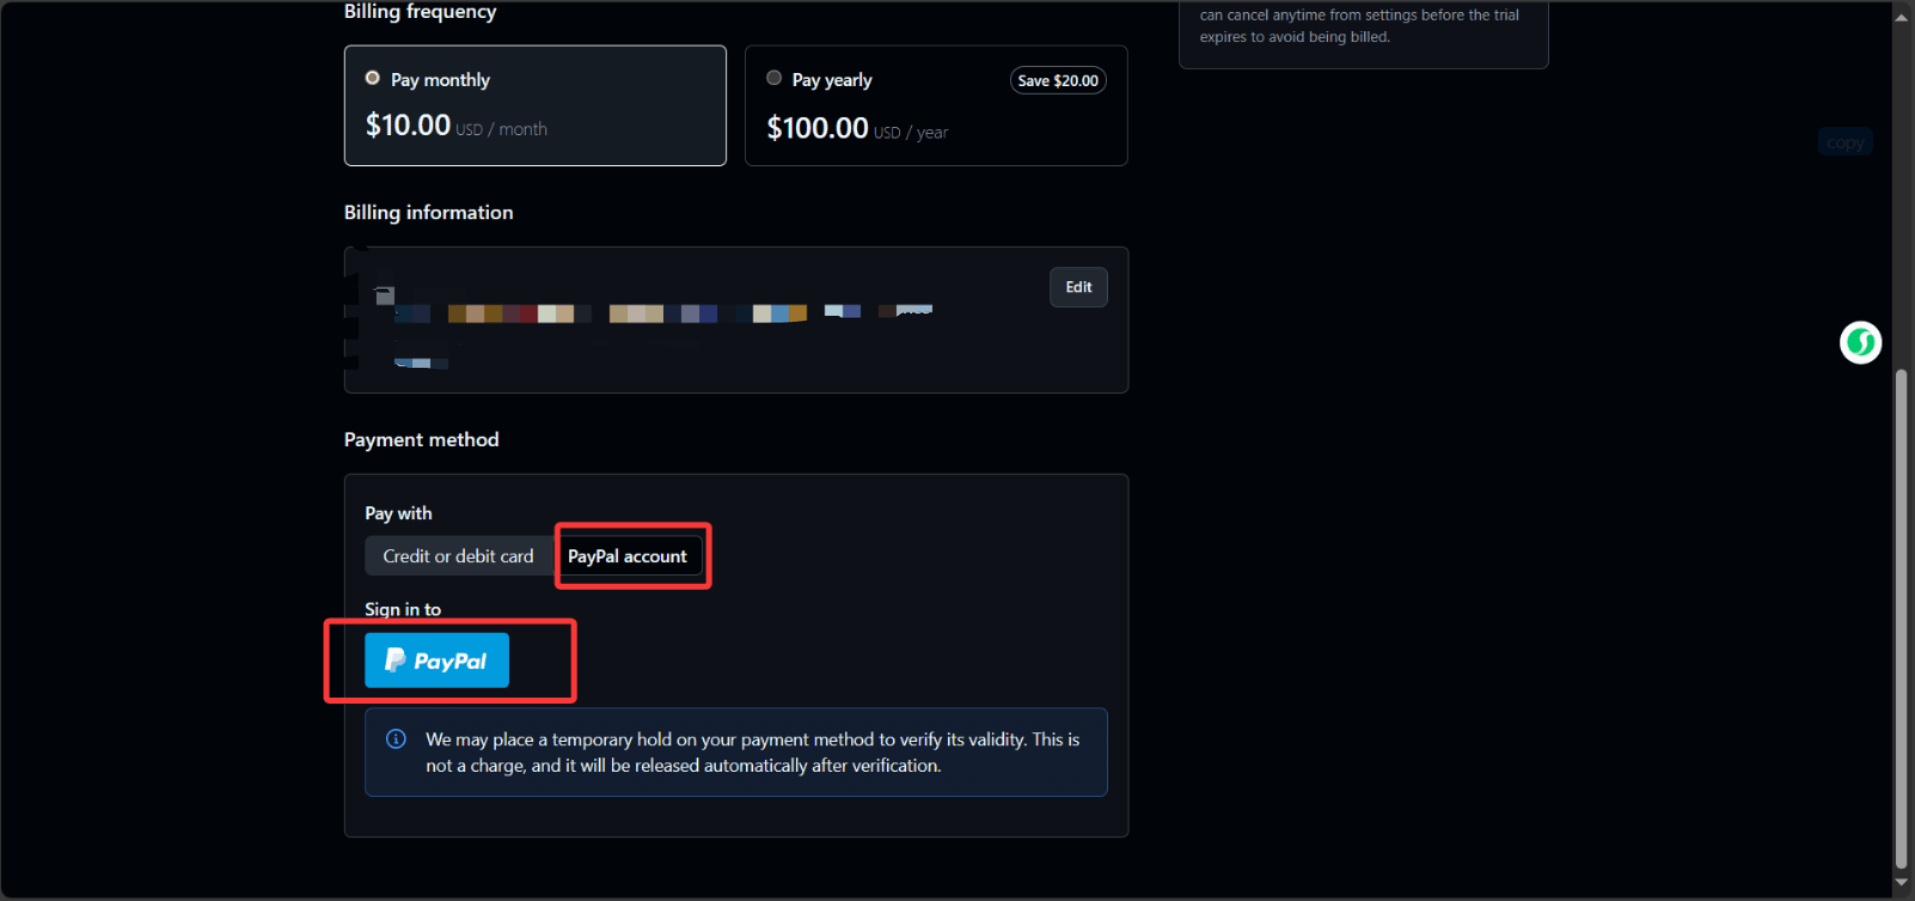 Billing frequency
can cancel anytime from settings before the trial
expires to avoid being billed.
Pay monthly
$10.00 USD / month
Pay yearly
Save $20.00
$100.00 USD / year
copy
Billing information
Edit
Payment method
Pay with
Credit or debit card
PayPal account
Sign in to
PayPal
We may place a temporary hold on your payment method to verify its validity. This is
not a charge, and it will be released automatically after verification.